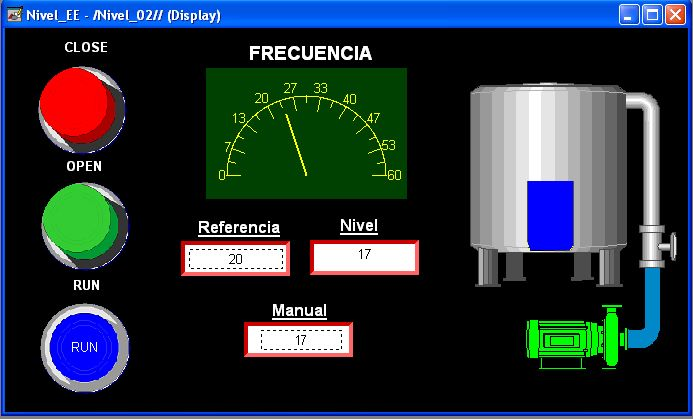 Nivel_EE - /Nivel_02// (Display)
CLOSE
OPEN
RUN
RUN
FRECUENCIA
0
7
13
20
27
33
40
47
53
60
Referencia
20
Nivel
17
Manual
17